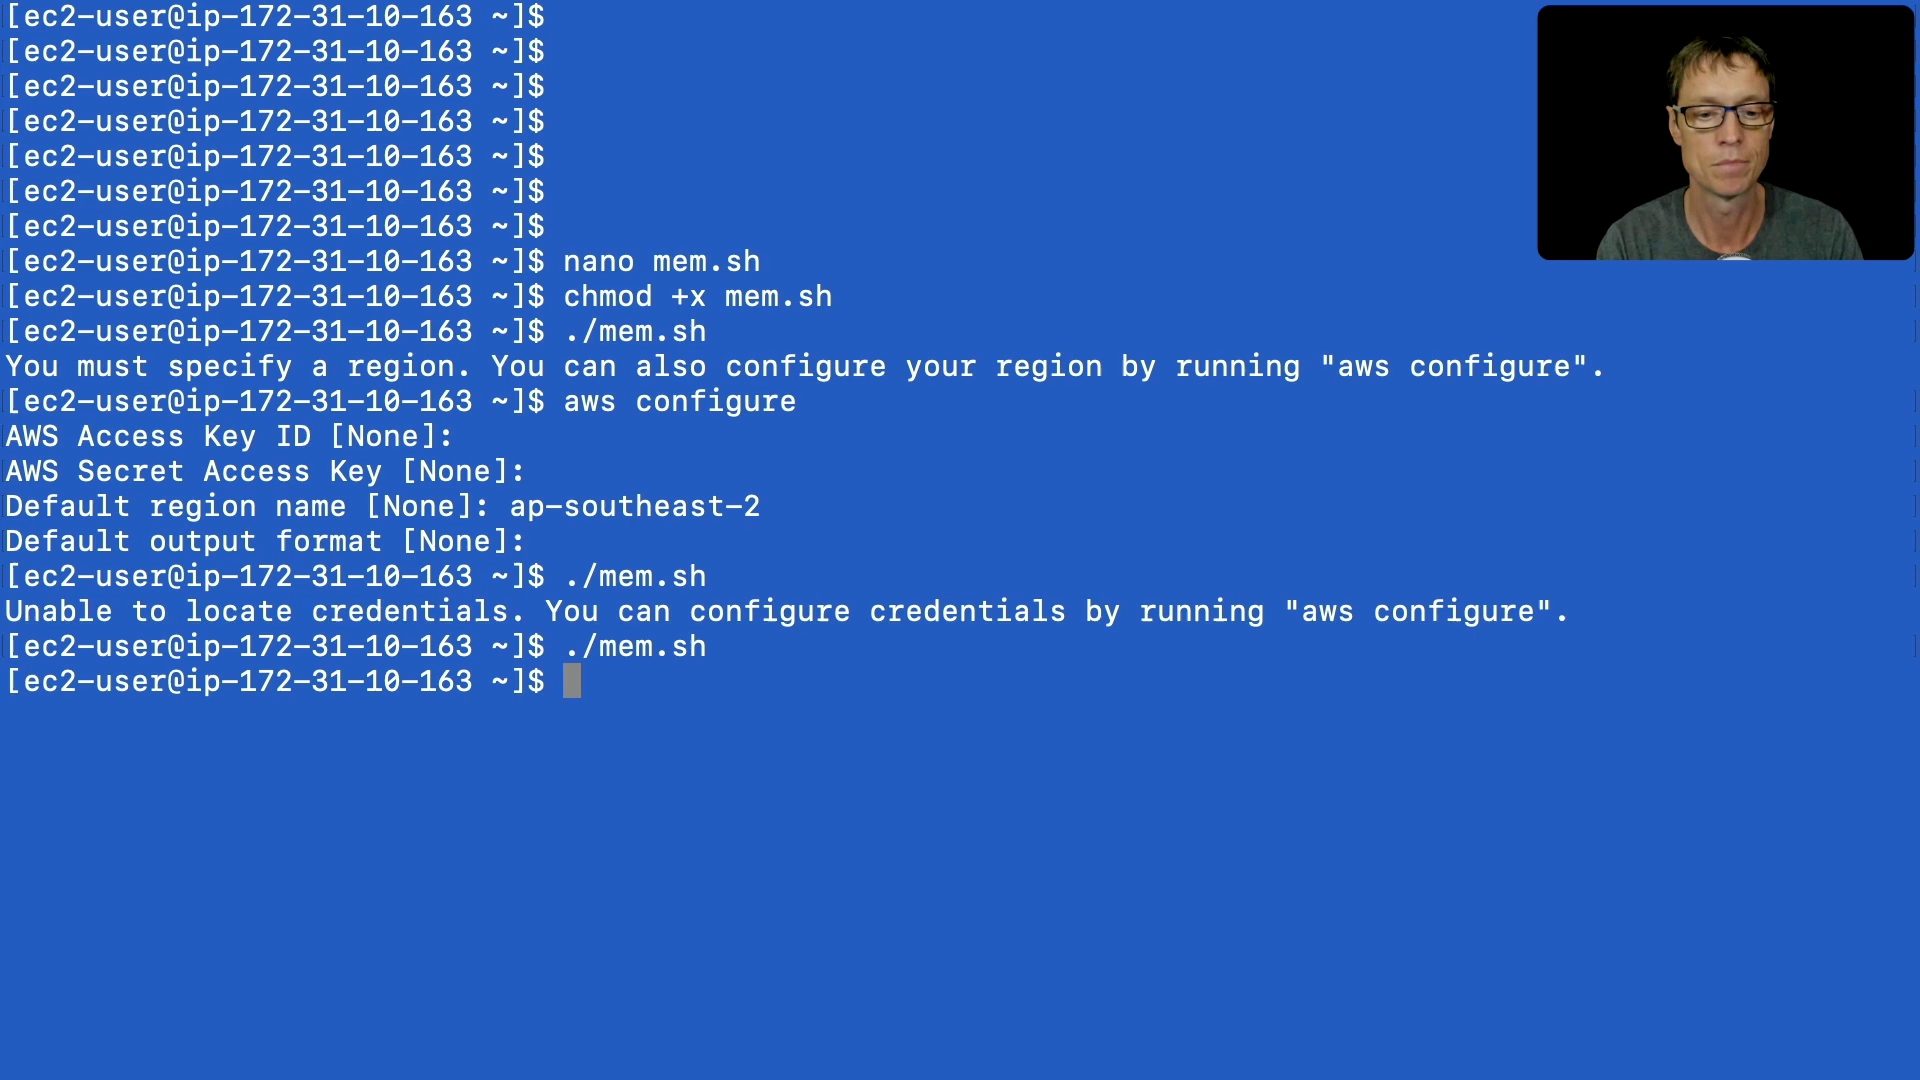 [ec2-user@ip-172-31-10-163 ~]$
[ec2-user@ip-172-31-10-163 ~]$
[ec2-user@ip-172-31-10-163 ~]$
[ec2-user@ip-172-31-10-163 ~]$
[ec2-user@ip-172-31-10-163 ~]$
[ec2-user@ip-172-31-10-163 ~]$
[ec2-user@ip-172-31-10-163 ~]$
[ec2-user@ip-172-31-10-163 ~]$ nano mem.sh
[ec2-user@ip-172-31-10-163 ~]$ chmod +x mem.sh
[ec2-user@ip-172-31-10-163 ~]$ ./mem.sh
You must specify a region. You can also configure your region by running "aws configure".
[ec2-user@ip-172-31-10-163 ~]$ aws configure
AWS Access Key ID [None]:
AWS Secret Access Key [None]:
Default region name [None]: ap-southeast-2
Default output format [None]:
[ec2-user@ip-172-31-10-163 ~]$ ./mem.sh
Unable to locate credentials. You can configure credentials by running "aws configure".
[ec2-user@ip-172-31-10-163 ~]$ ./mem.sh
[ec2-user@ip-172-31-10-163 ~]$